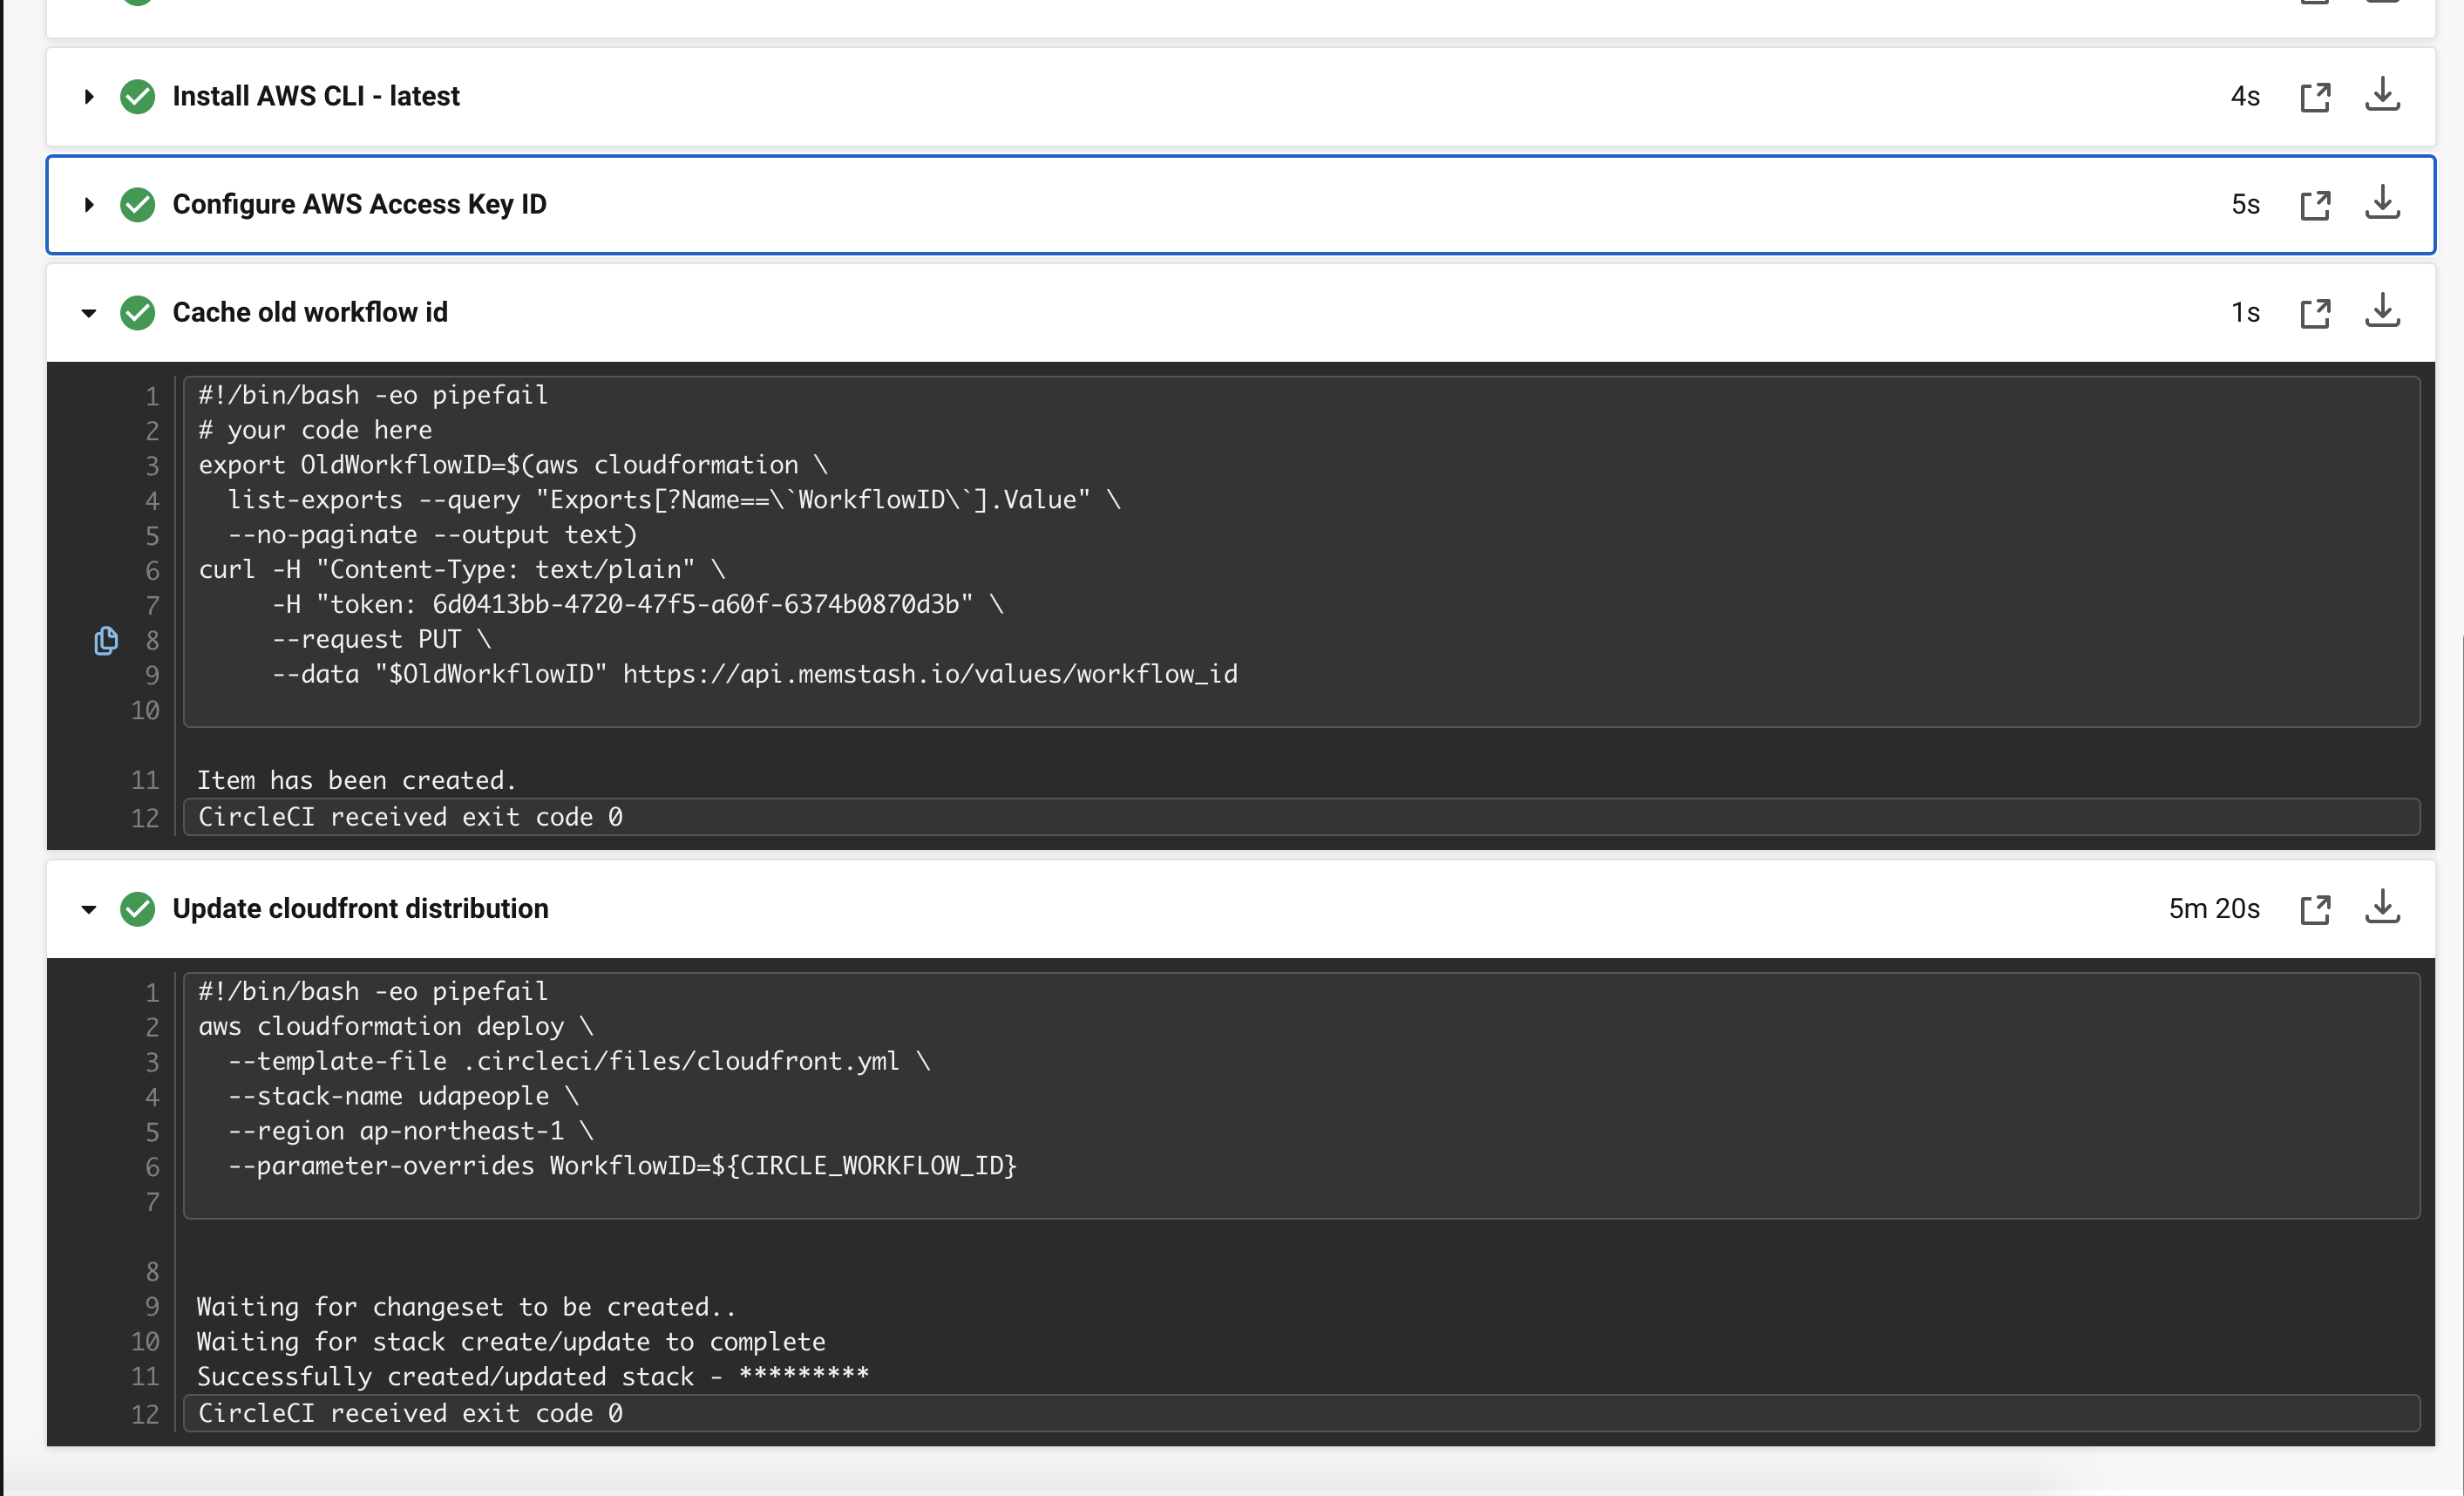 Install AWS CLI - latest 4s
Configure AWS Access Key ID 5s
Cache old workflow id 1s
1 #!/bin/bash -eo pipefail
2 # your code here
3 export OldWorkflowID=$(aws cloudformation \
4   list-exports --query "Exports[?Name==\`WorkflowID\`].Value" \
5   --no-paginate --output text)
6 curl -H "Content-Type: text/plain" \
7      -H "token: 6d0413bb-4720-47f5-a60f-6374b0870d3b" \
8      --request PUT \
9      --data "$OldWorkflowID" https://api.memstash.io/values/workflow_id
10
11 Item has been created.
12 CircleCI received exit code 0
Update cloudfront distribution 5m 20s
1 #!/bin/bash -eo pipefail
2 aws cloudformation deploy \
3   --template-file .circleci/files/cloudfront.yml \
4   --stack-name udapeople \
5   --region ap-northeast-1 \
6   --parameter-overrides WorkflowID=${CIRCLE_WORKFLOW_ID}
7
8
9 Waiting for changeset to be created..
10 Waiting for stack create/update to complete
11 Successfully created/updated stack - *********
12 CircleCI received exit code 0